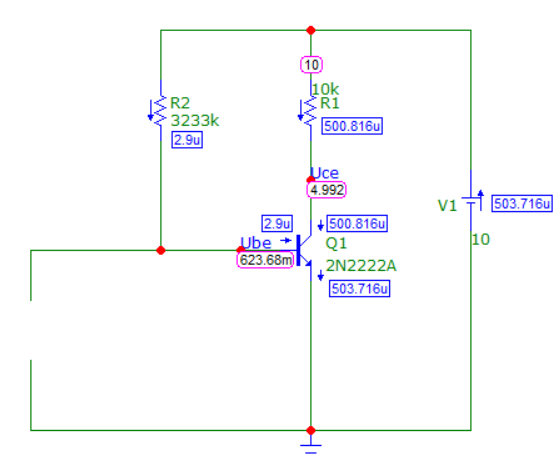 10
10k
R2
R1
3233k
500.816u
2.9u
Uce
4.992
V1
503.716u
2.9u
500.816u
Ube
Q1
10
623.68m
2N2222A
503.716u